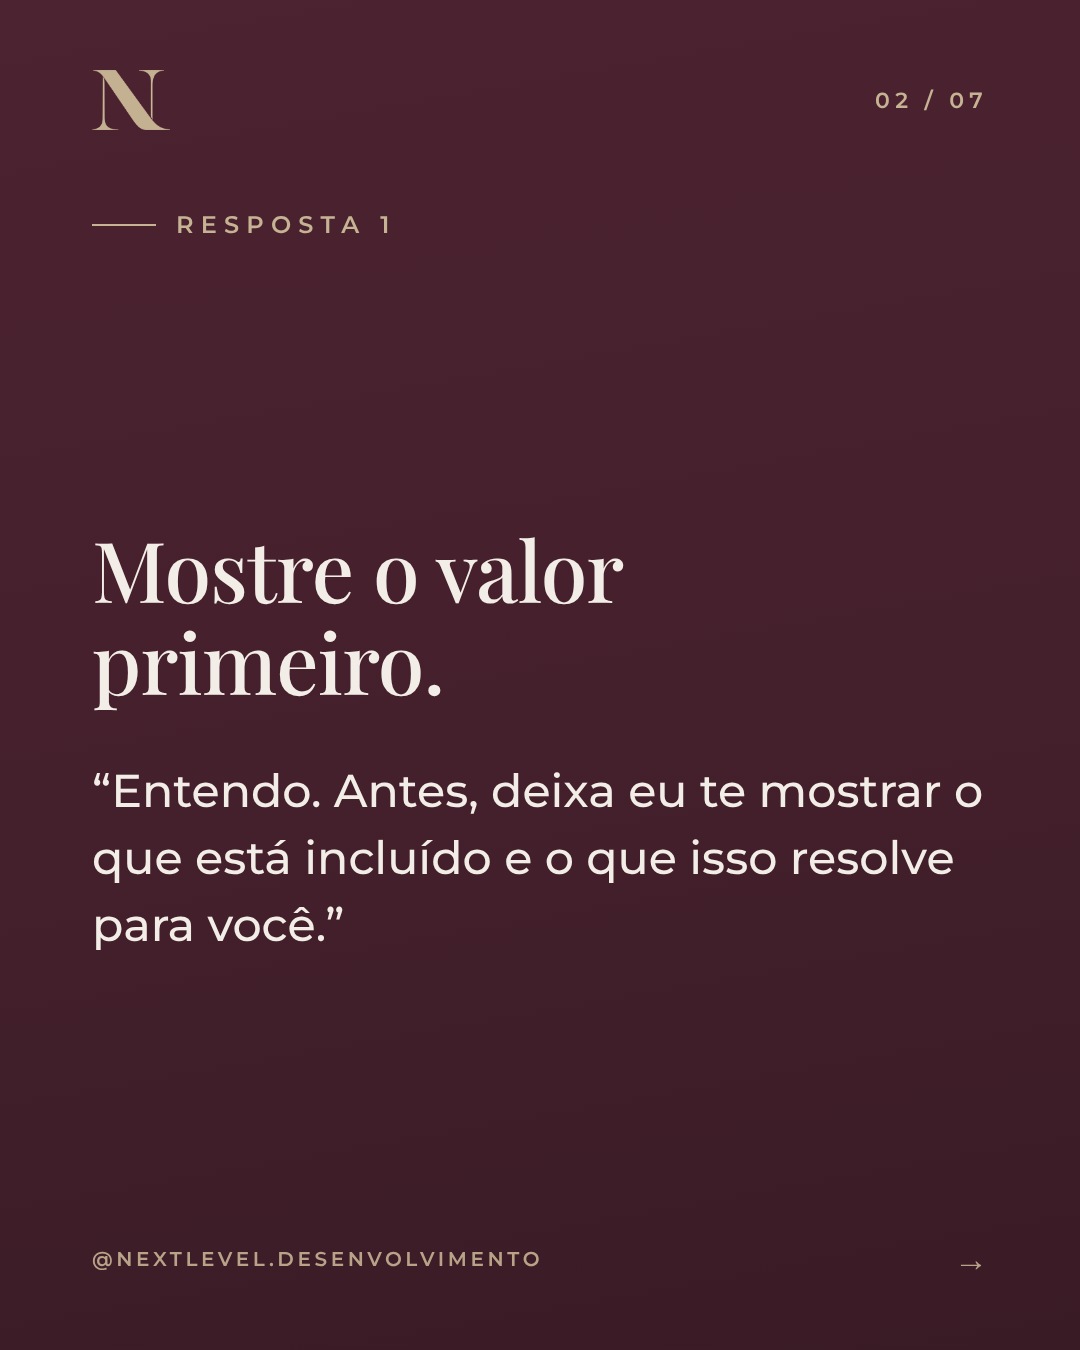 N
02 / 07
RESPOSTA 1
Mostre o valor
primeiro.
“Entendo. Antes, deixa eu te mostrar o
que está incluído e o que isso resolve
para você.”
@NEXTLEVEL.DESENVOLVIMENTO
→